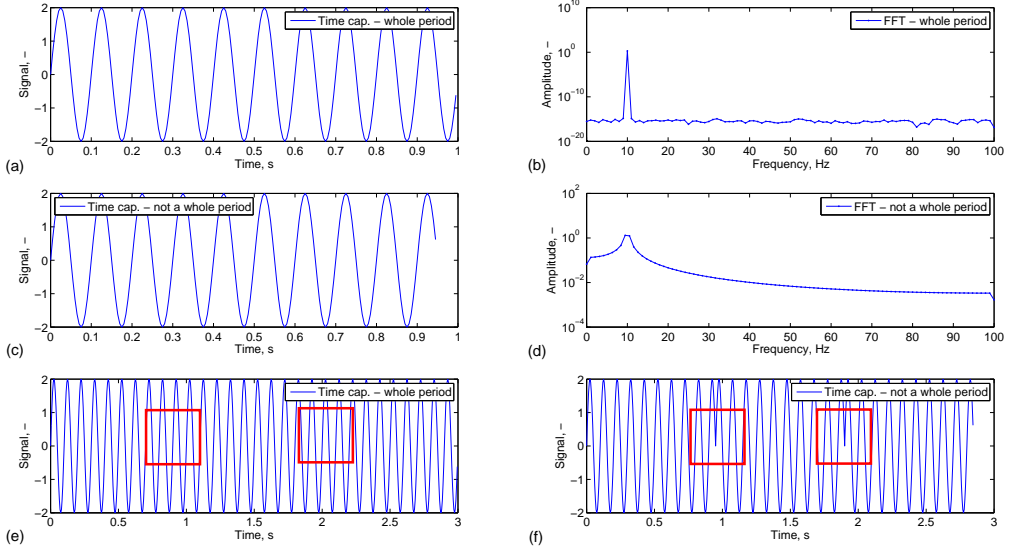 2
1
0
−1
−2
Signal, −
Time cap. − whole period
0 0.1 0.2 0.3 0.4 0.5 0.6 0.7 0.8 0.9 1
Time, s
(a)
10^10
10^0
10^−10
10^−20
Amplitude, −
FFT − whole period
0 10 20 30 40 50 60 70 80 90 100
Frequency, Hz
(b)
2
1
0
−1
−2
Signal, −
Time cap. − not a whole period
0 0.1 0.2 0.3 0.4 0.5 0.6 0.7 0.8 0.9 1
Time, s
(c)
10^2
10^0
10^−2
10^−4
Amplitude, −
FFT − not a whole period
0 10 20 30 40 50 60 70 80 90 100
Frequency, Hz
(d)
2
1
0
−1
−2
Signal, −
Time cap. − whole period
0 0.5 1 1.5 2 2.5 3
Time, s
(e)
2
1
0
−1
−2
Signal, −
Time cap. − not a whole period
0 0.5 1 1.5 2 2.5 3
Time, s
(f)